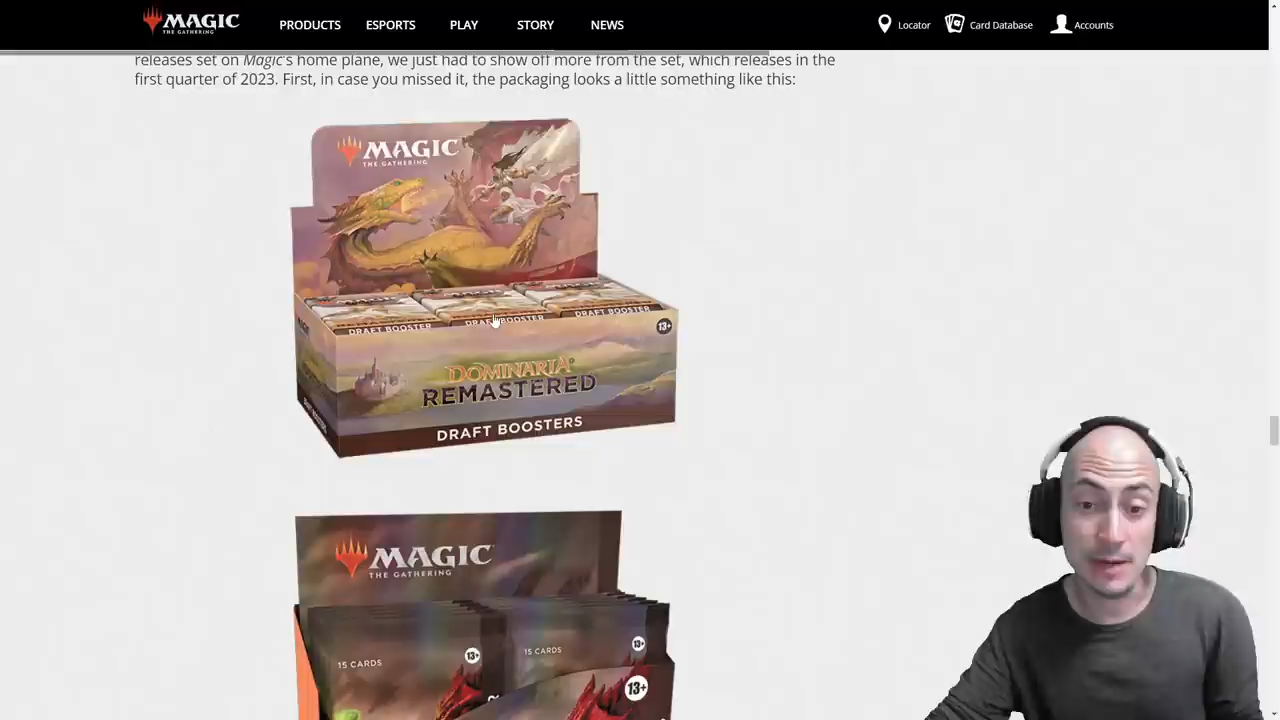 MAGIC
THE GATHERING
PRODUCTS
ESPORTS
PLAY
STORY
NEWS
Locator
Card Database
Accounts
releases set on Magic's home plane, we just had to show off more from the set, which releases in the
first quarter of 2023. First, in case you missed it, the packaging looks a little something like this:
MAGIC
THE GATHERING
DRAFT BOOSTER
DRAFT BOOSTER
DRAFT BOOSTER
13+
DOMINARIA
REMASTERED
DRAFT BOOSTERS
MAGIC
THE GATHERING
15 CARDS
13+
15 CARDS
13+
13+